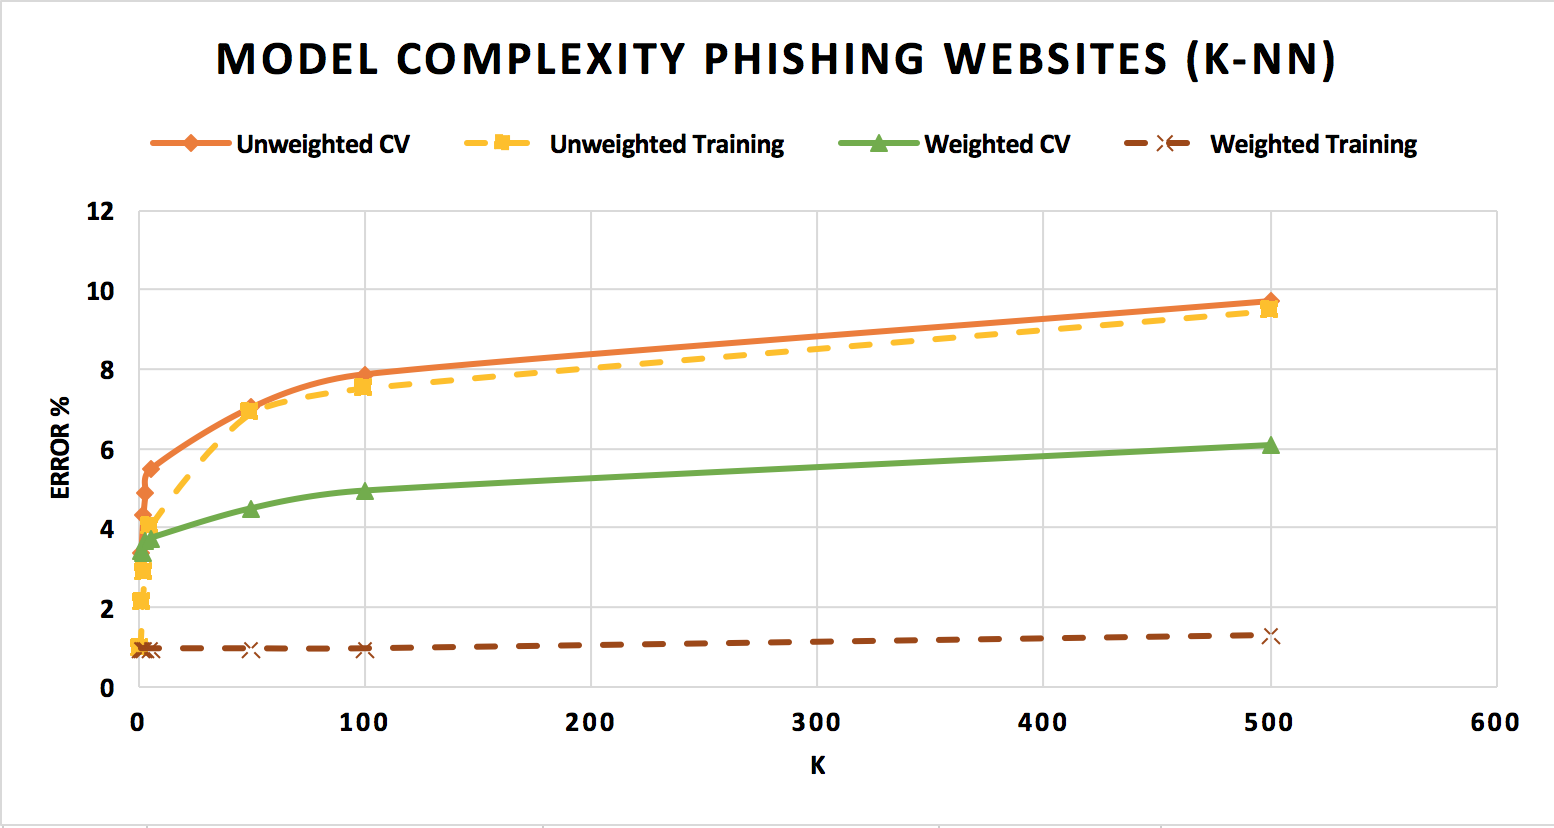 MODEL COMPLEXITY PHISHING WEBSITES (K-NN)
Unweighted CV Unweighted Training Weighted CV Weighted Training
12
10
8
6
4
2
0
ERROR %
0 100 200 300 400 500 600
K